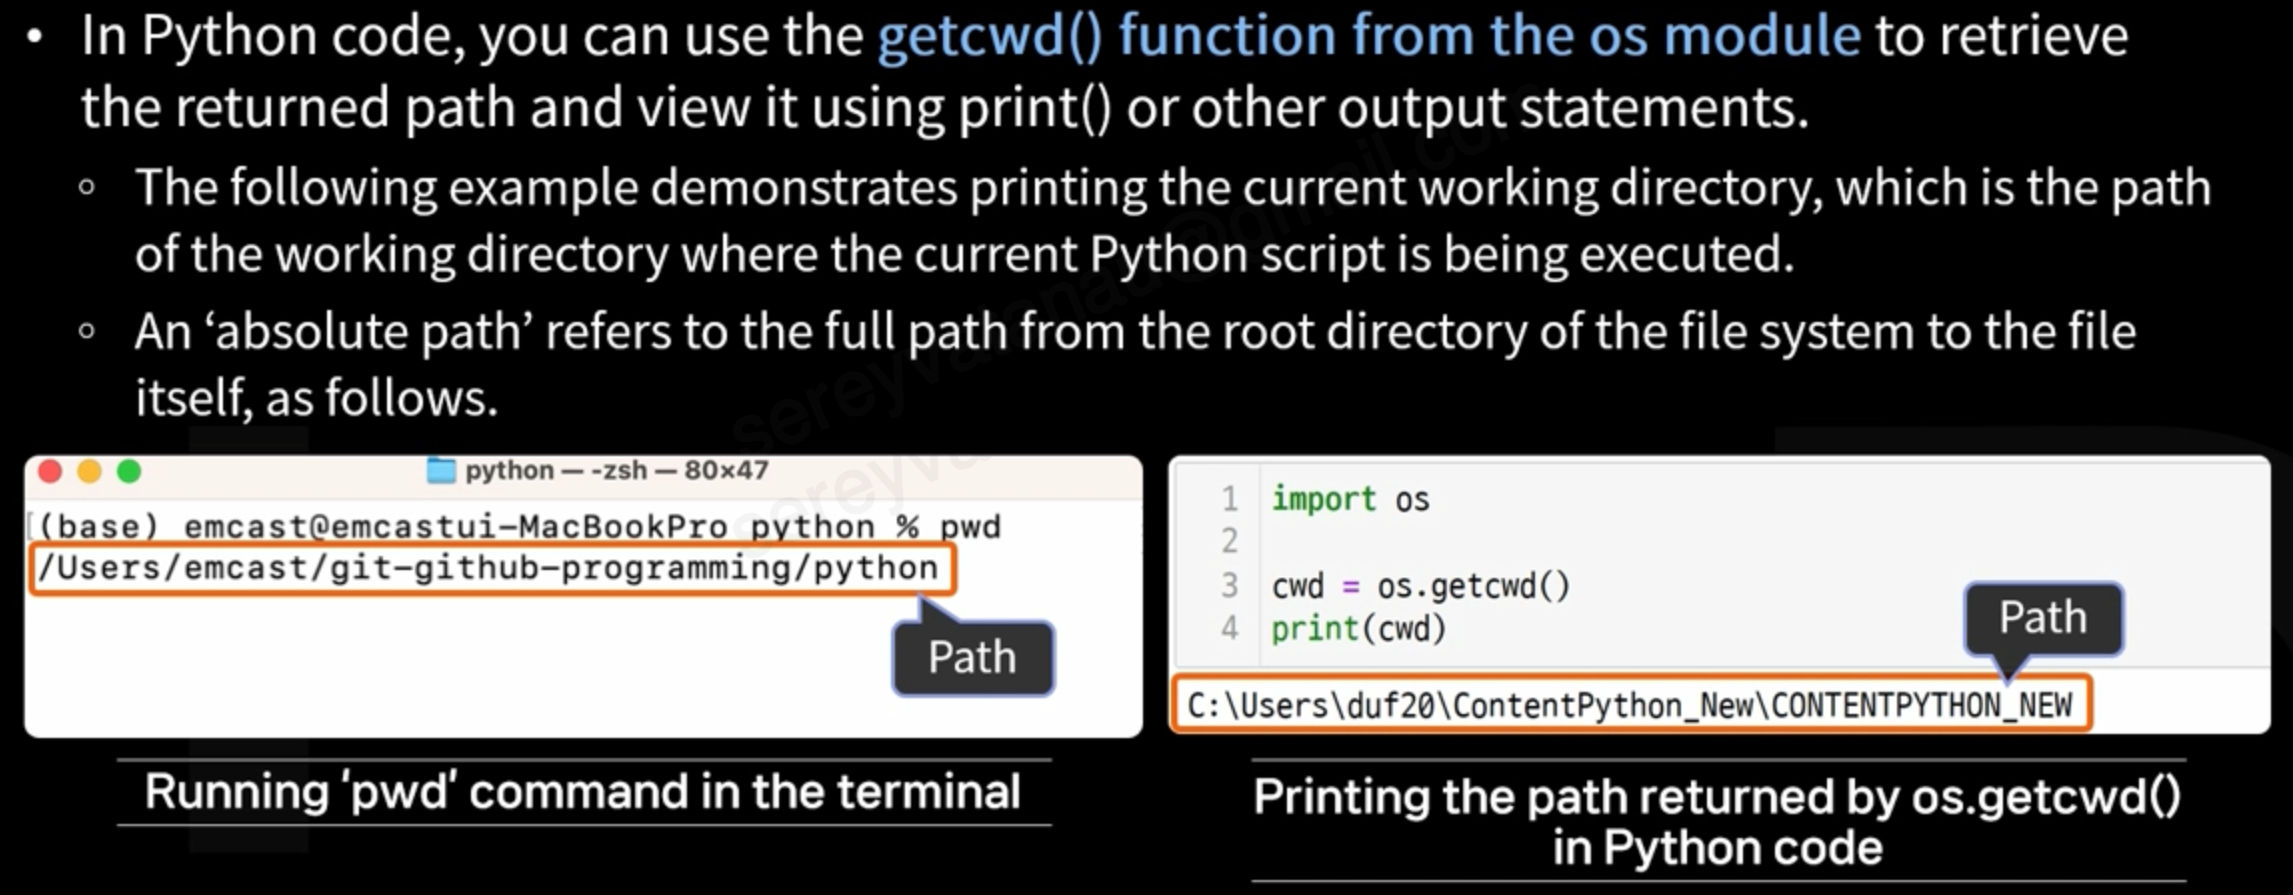 • In Python code, you can use the getcwd() function from the os module to retrieve
the returned path and view it using print() or other output statements.
◦ The following example demonstrates printing the current working directory, which is the path
of the working directory where the current Python script is being executed.
◦ An ‘absolute path’ refers to the full path from the root directory of the file system to the file
itself, as follows.
python — -zsh — 80×47
(base) emcast@emcastui-MacBookPro python % pwd
/Users/emcast/git-github-programming/python
Path
Running ‘pwd’ command in the terminal
1 import os
2
3 cwd = os.getcwd()
4 print(cwd)
Path
C:\Users\duf20\ContentPython_New\CONTENTPYTHON_NEW
Printing the path returned by os.getcwd()
in Python code